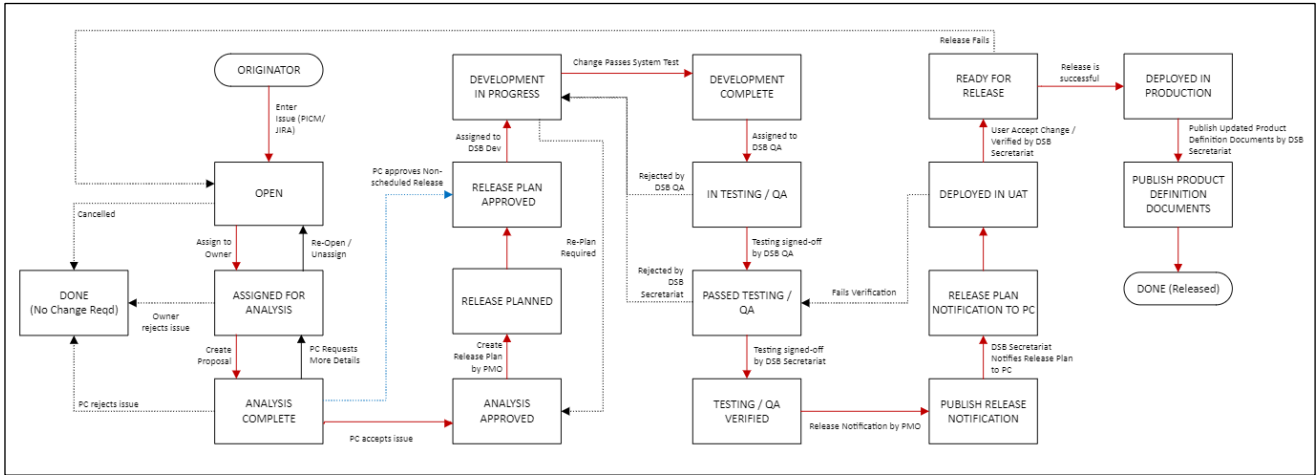 ORIGINATOR
Enter
Issue (PICM/
JIRA)
OPEN
Cancelled
Assign to
Owner
Re-Open /
Unassign
DONE
(No Change Reqd)
Owner
rejects issue
ASSIGNED FOR
ANALYSIS
Create
Proposal
PC Requests
More Details
PC rejects issue
ANALYSIS
COMPLETE
PC accepts issue
PC approves Non-
scheduled Release
DEVELOPMENT
IN PROGRESS
Assigned to
DSB Dev
RELEASE PLAN
APPROVED
RELEASE PLANNED
Create
Release Plan
by PMO
ANALYSIS
APPROVED
Re-Plan
Required
Change Passes System Test
DEVELOPMENT
COMPLETE
Assigned to
DSB QA
Rejected by
DSB QA
IN TESTING / QA
Testing signed-off
by DSB QA
Rejected by
DSB
Secretariat
PASSED TESTING /
QA
Testing signed-off
by DSB Secretariat
TESTING / QA
VERIFIED
Release Notification by PMO
Release Fails
READY FOR
RELEASE
User Accept Change /
Verified by DSB
Secretariat
DEPLOYED IN UAT
Fails Verification
RELEASE PLAN
NOTIFICATION TO PC
DSB Secretariat
Notifies Release Plan
to PC
PUBLISH RELEASE
NOTIFICATION
Release is
successful
DEPLOYED IN
PRODUCTION
Publish Updated Product
Definition Documents by DSB
Secretariat
PUBLISH PRODUCT
DEFINITION
DOCUMENTS
DONE (Released)